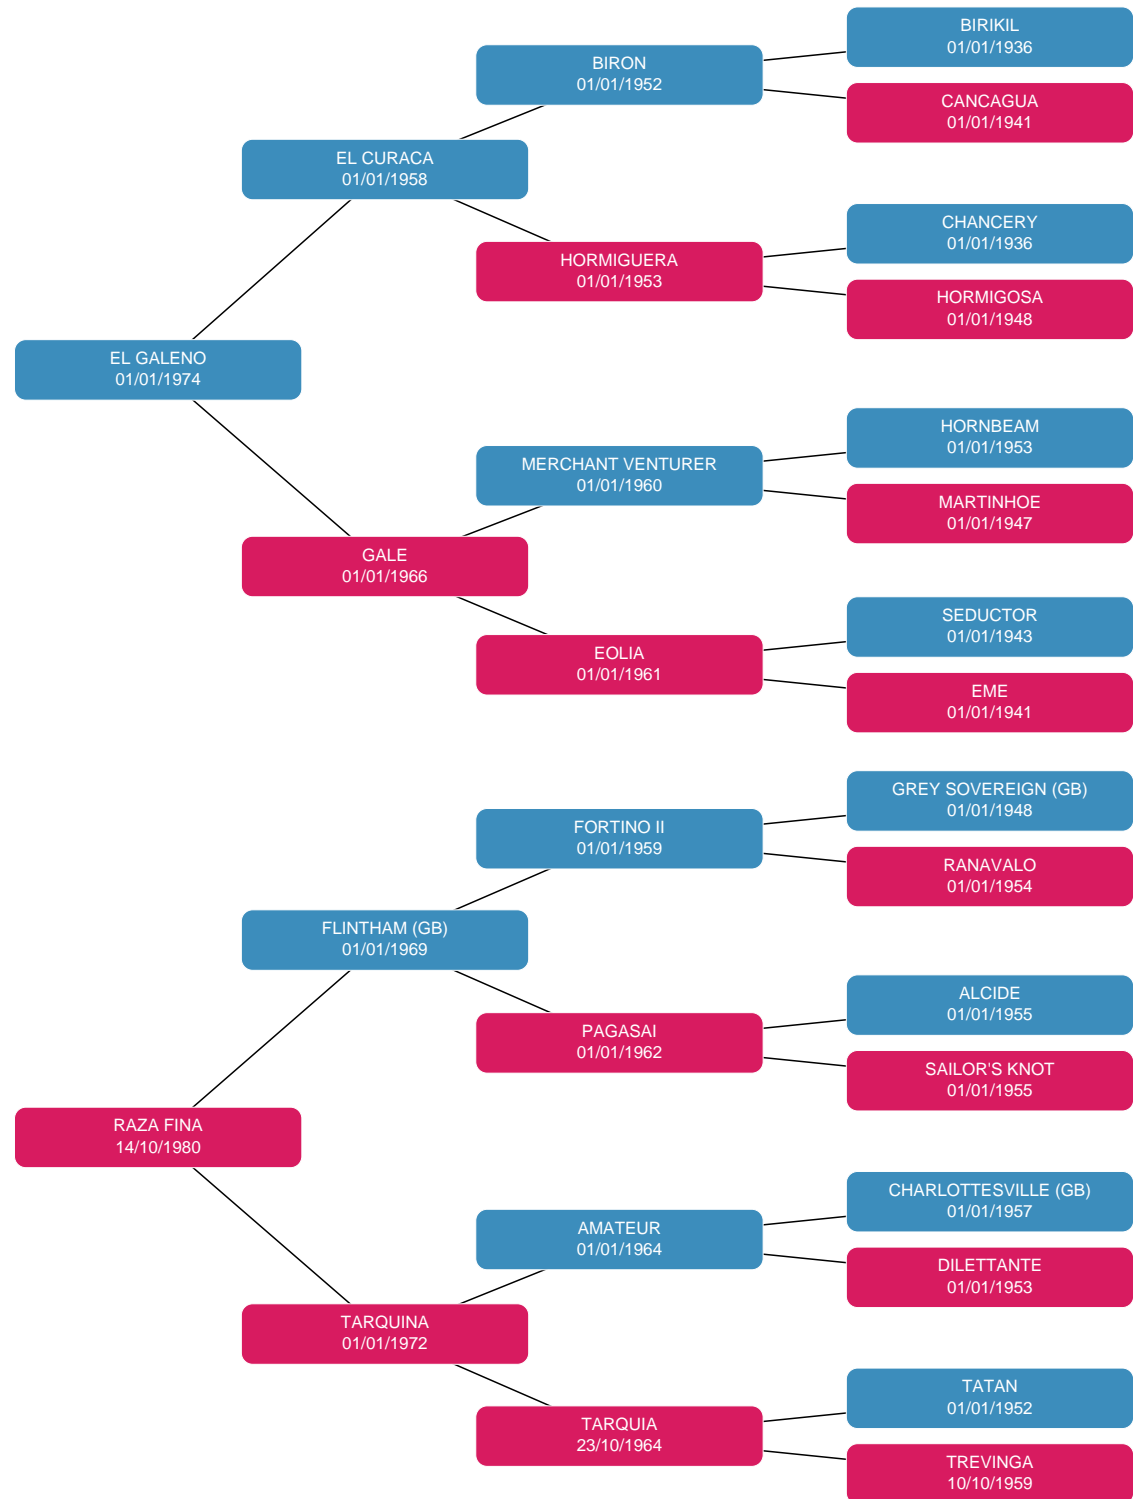 BIRIKIL
01/01/1936
BIRON
01/01/1952
CANCAGUA
01/01/1941
EL CURACA
01/01/1958
CHANCERY
01/01/1936
HORMIGUERA
01/01/1953
HORMIGOSA
01/01/1948
EL GALENO
01/01/1974
HORNBEAM
01/01/1953
MERCHANT VENTURER
01/01/1960
MARTINHOE
01/01/1947
GALE
01/01/1966
SEDUCTOR
01/01/1943
EOLIA
01/01/1961
EME
01/01/1941
GREY SOVEREIGN (GB)
01/01/1948
FORTINO II
01/01/1959
RANAVALO
01/01/1954
FLINTHAM (GB)
01/01/1969
ALCIDE
01/01/1955
PAGASAI
01/01/1962
SAILOR'S KNOT
01/01/1955
RAZA FINA
14/10/1980
CHARLOTTESVILLE (GB)
01/01/1957
AMATEUR
01/01/1964
DILETTANTE
01/01/1953
TARQUINA
01/01/1972
TATAN
01/01/1952
TARQUIA
23/10/1964
TREVINGA
10/10/1959